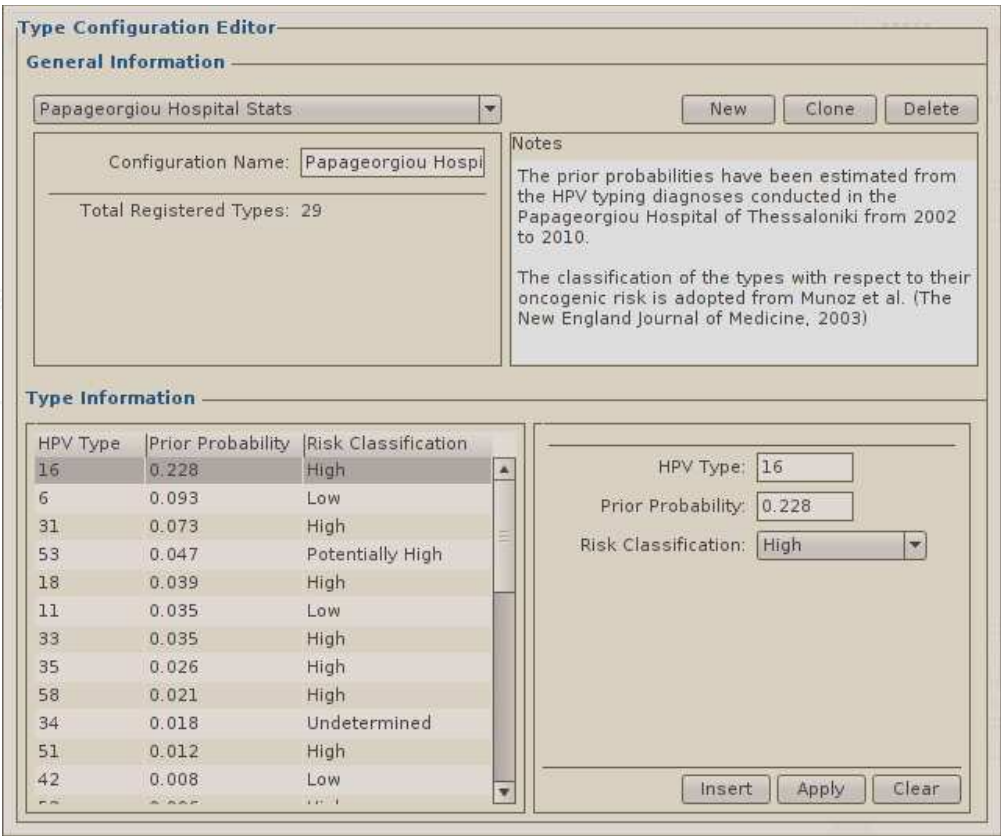 Type Configuration Editor
General Information
Papageorgiou Hospital Stats
New Clone Delete
Configuration Name: Papageorgiou Hospi
Total Registered Types: 29
Notes
The prior probabilities have been estimated from
the HPV typing diagnoses conducted in the
Papageorgiou Hospital of Thessaloniki from 2002
to 2010.
The classification of the types with respect to their
oncogenic risk is adopted from Munoz et al. (The
New England Journal of Medicine, 2003)
Type Information
HPV Type Prior Probability Risk Classification
16 0.228 High
6 0.093 Low
31 0.073 High
53 0.047 Potentially High
18 0.039 High
11 0.035 Low
33 0.035 High
35 0.026 High
58 0.021 High
34 0.018 Undetermined
51 0.012 High
42 0.008 Low
HPV Type: 16
Prior Probability: 0.228
Risk Classification: High
Insert Apply Clear